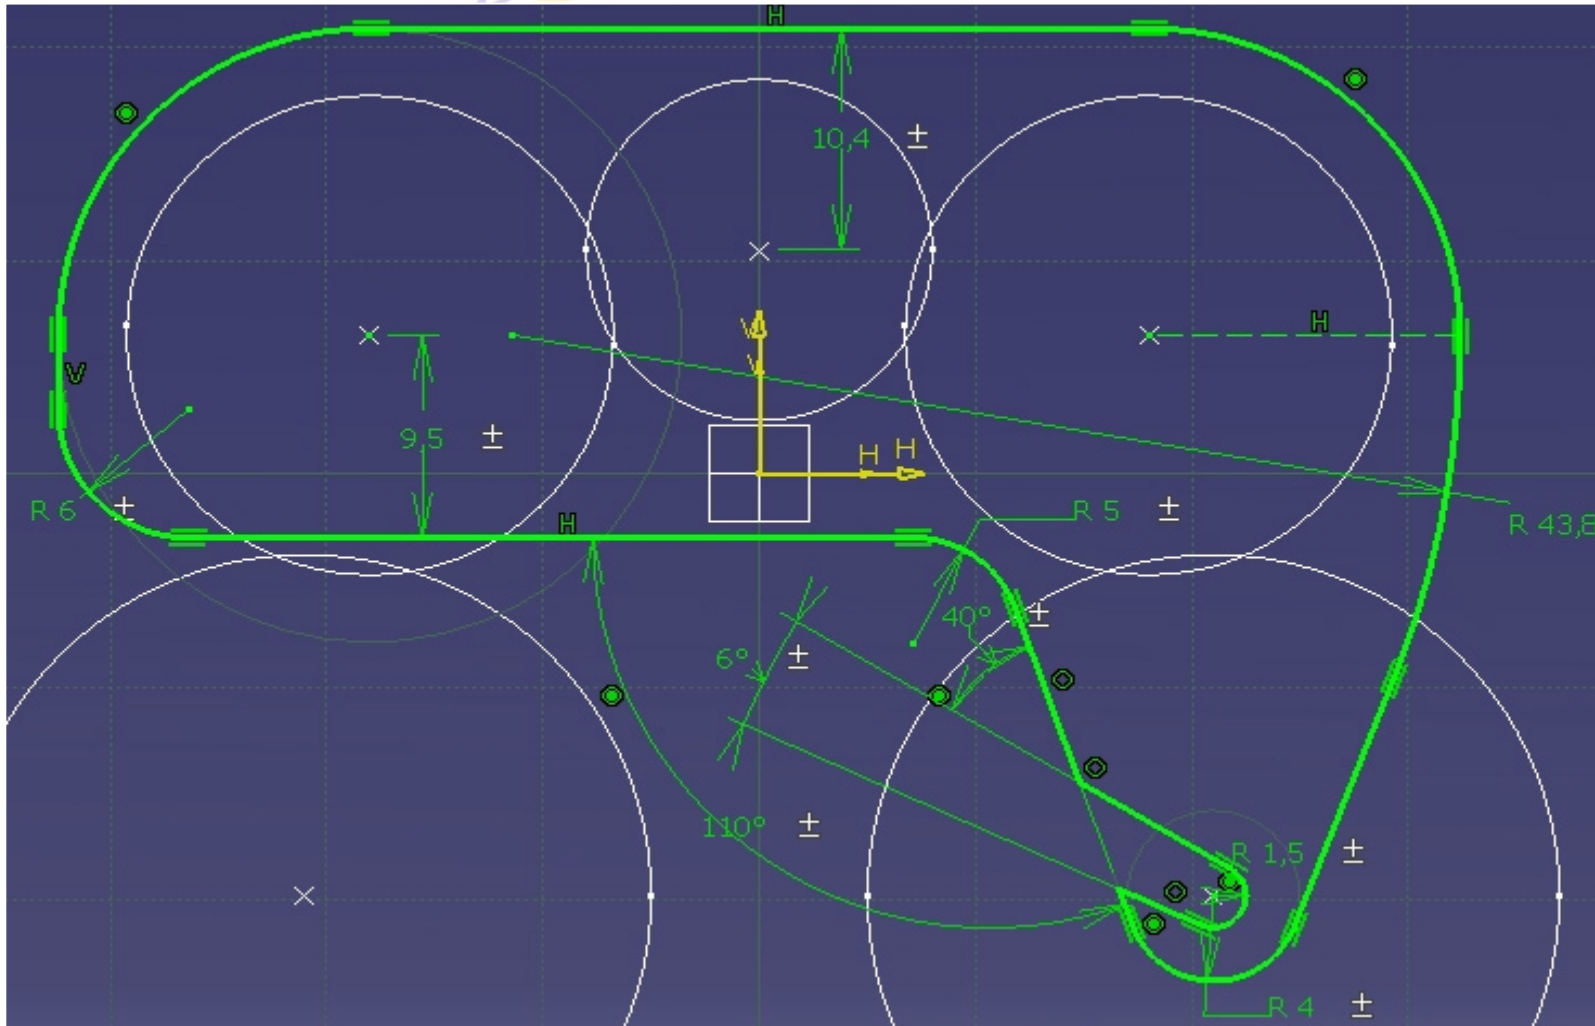 H
10,4 ±
H
V
V
9,5 ±
H H
R 6 ±
H
R 5 ±
R 43,8
40° ±
6° ±
110° ±
R 1,5 ±
R 4 ±